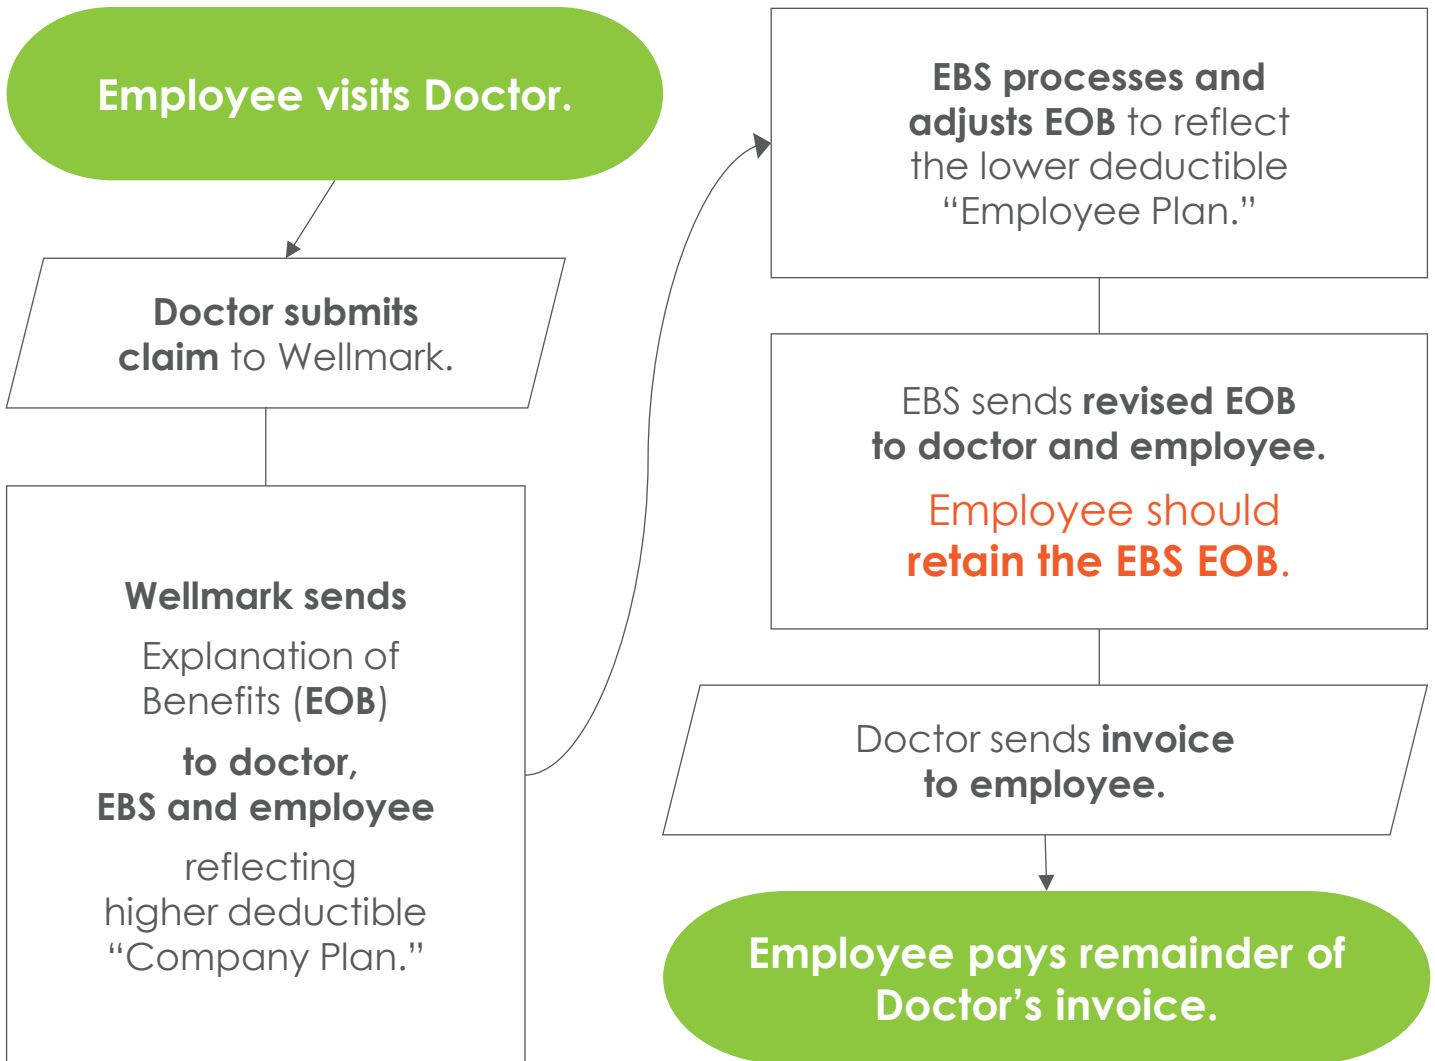 Employee visits Doctor.
Doctor submits
claim to Wellmark.
Wellmark sends
Explanation of
Benefits (EOB)
to doctor,
EBS and employee
reflecting
higher deductible
“Company Plan.”
EBS processes and
adjusts EOB to reflect
the lower deductible
“Employee Plan.”
EBS sends revised EOB
to doctor and employee.
Employee should
retain the EBS EOB.
Doctor sends invoice
to employee.
Employee pays remainder of
Doctor’s invoice.